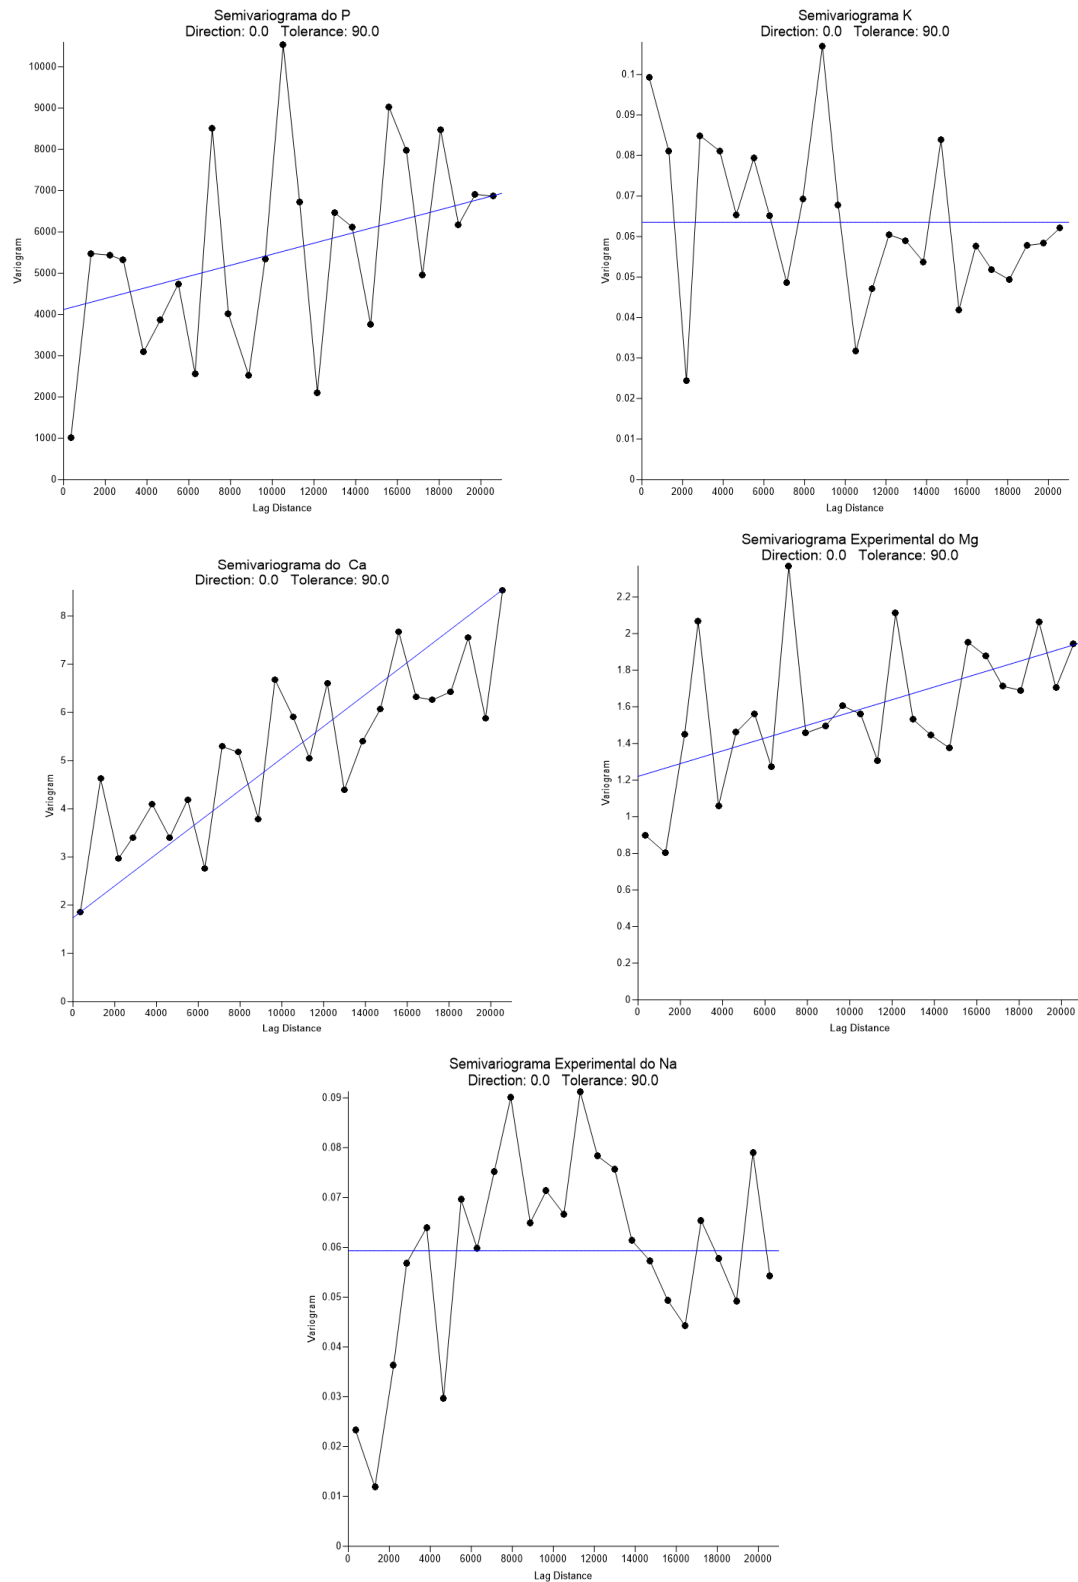 Semivariograma do P
Direction: 0.0   Tolerance: 90.0
10000
9000
8000
7000
6000
5000
4000
3000
2000
1000
0
Variogram
0 2000 4000 6000 8000 10000 12000 14000 16000 18000 20000
Lag Distance
Semivariograma K
Direction: 0.0   Tolerance: 90.0
0.1
0.09
0.08
0.07
0.06
0.05
0.04
0.03
0.02
0.01
0
Variogram
0 2000 4000 6000 8000 10000 12000 14000 16000 18000 20000
Lag Distance
Semivariograma do  Ca
Direction: 0.0   Tolerance: 90.0
8
7
6
5
4
3
2
1
0
Variogram
0 2000 4000 6000 8000 10000 12000 14000 16000 18000 20000
Lag Distance
Semivariograma Experimental do Mg
Direction: 0.0   Tolerance: 90.0
2.2
2
1.8
1.6
1.4
1.2
1
0.8
0.6
0.4
0.2
0
Variogram
0 2000 4000 6000 8000 10000 12000 14000 16000 18000 20000
Lag Distance
Semivariograma Experimental do Na
Direction: 0.0   Tolerance: 90.0
0.09
0.08
0.07
0.06
0.05
0.04
0.03
0.02
0.01
0
Variogram
0 2000 4000 6000 8000 10000 12000 14000 16000 18000 20000
Lag Distance